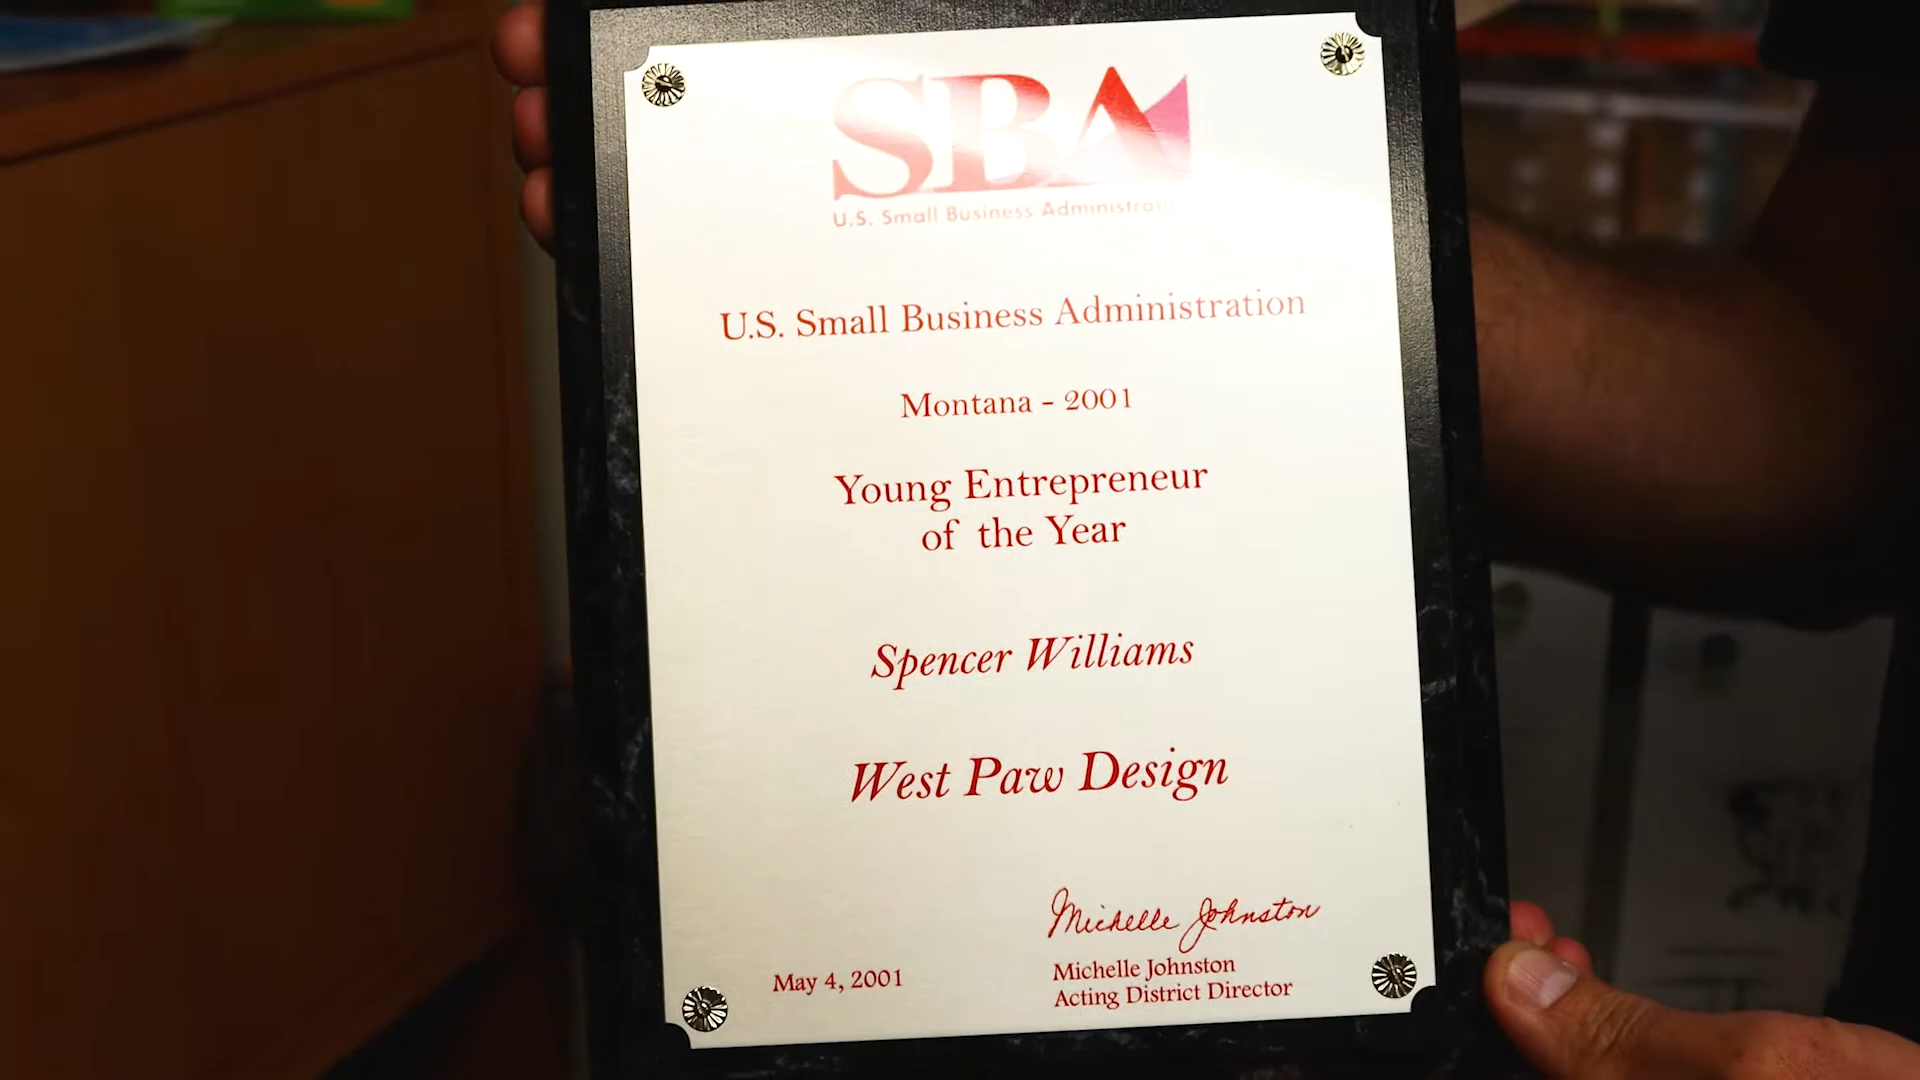 SBA
U.S. Small Business Administration
U.S. Small Business Administration
Montana - 2001
Young Entrepreneur
of the Year
Spencer Williams
West Paw Design
Michelle Johnston
May 4, 2001
Michelle Johnston
Acting District Director